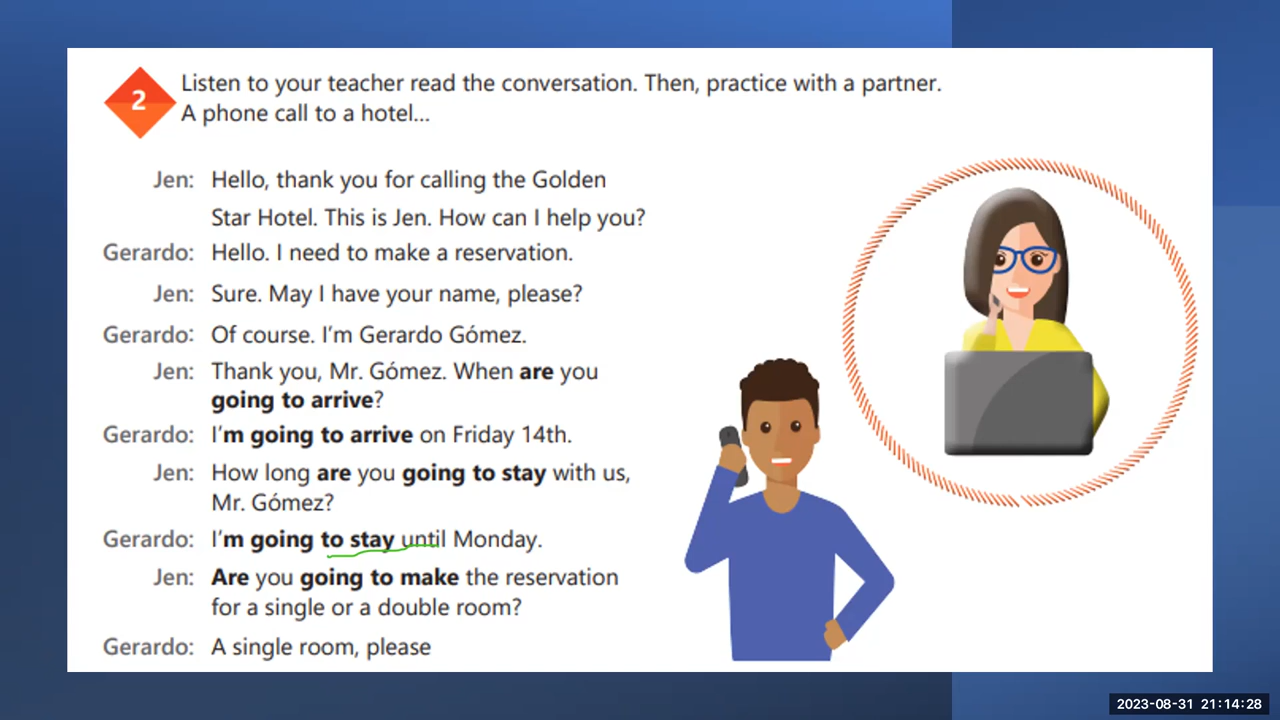 2
Listen to your teacher read the conversation. Then, practice with a partner.
A phone call to a hotel...
Jen: Hello, thank you for calling the Golden
Star Hotel. This is Jen. How can I help you?
Gerardo: Hello. I need to make a reservation.
Jen: Sure. May I have your name, please?
Gerardo: Of course. I'm Gerardo Gómez.
Jen: Thank you, Mr. Gómez. When are you
going to arrive?
Gerardo: I'm going to arrive on Friday 14th.
Jen: How long are you going to stay with us,
Mr. Gómez?
Gerardo: I'm going to stay until Monday.
Jen: Are you going to make the reservation
for a single or a double room?
Gerardo: A single room, please
2023-08-31 21:14:28